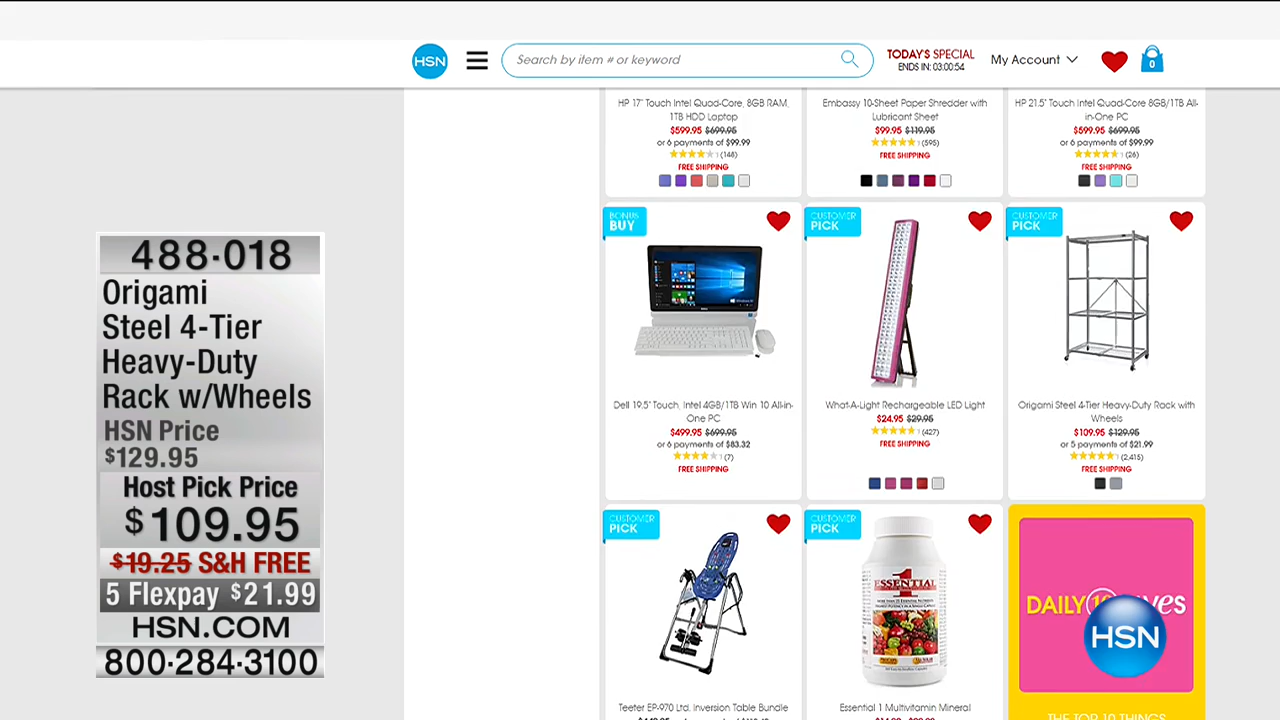 HSN
Search by item # or keyword
TODAY'S SPECIAL
ENDS IN: 03:00:54
My Account
0
488-018
Origami
Steel 4-Tier
Heavy-Duty
Rack w/Wheels
HSN Price
$129.95
Host Pick Price
$109.95
$19.25 S&H FREE
5 Flexpay $21.99
HSN.COM
800-284-3100
HP 17" Touch Intel Quad-Core, 8GB RAM,
1TB HDD Laptop
$599.95 $699.95
or 6 payments of $99.99
(148)
FREE SHIPPING
Embassy 10-Sheet Paper Shredder with
Lubricant Sheet
$99.95 $119.95
(595)
FREE SHIPPING
HP 21.5" Touch Intel Quad-Core 8GB/1TB All-
in-One PC
$599.95 $699.95
or 6 payments of $99.99
(26)
FREE SHIPPING
BONUS
BUY
Dell 19.5" Touch, Intel 4GB/1TB Win 10 All-in-
One PC
$499.95 $699.95
or 6 payments of $83.32
(7)
FREE SHIPPING
CUSTOMER
PICK
What-A-Light Rechargeable LED Light
$24.95 $29.95
(427)
FREE SHIPPING
CUSTOMER
PICK
Origami Steel 4-Tier Heavy-Duty Rack with
Wheels
$109.95 $129.95
or 5 payments of $21.99
(2,415)
FREE SHIPPING
CUSTOMER
PICK
Teeter EP-970 Ltd. Inversion Table Bundle
CUSTOMER
PICK
ESSENTIAL
1
Essential 1 Multivitamin Mineral
DAILY
HSN
THE TOP 10 THINGS